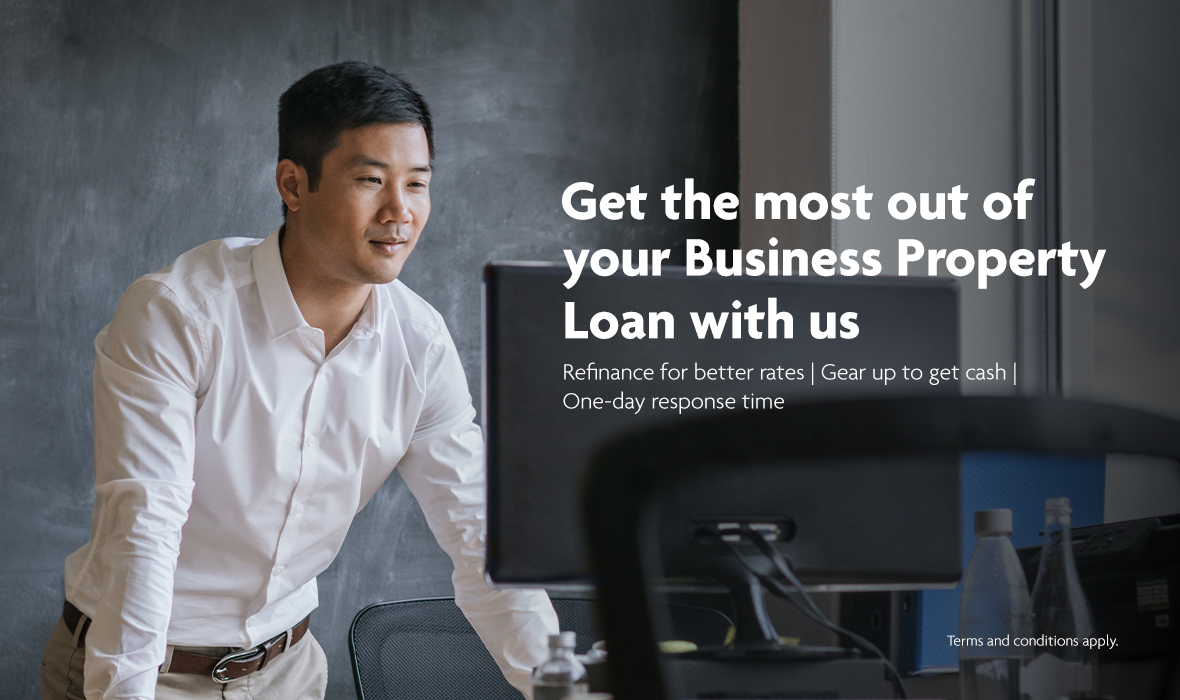 Get the most out of
your Business Property
Loan with us
Refinance for better rates | Gear up to get cash |
One-day response time
Terms and conditions apply.